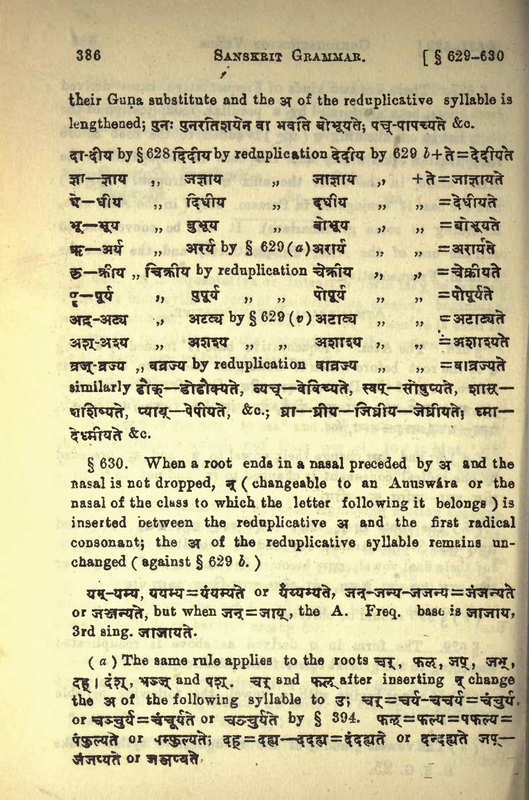 386 SANSKRIT GRAMMAR. [ § 629-630
their Guṇa substitute and the अ of the reduplicative syllable is
lengthened; पुनः पुनरतिशयेन वा भवति बोभूयते; पच्-पापच्यते &c.
दा-दीय by § 628 दिदीय by reduplication देदीय by 629 b + ते=देदीयते
ज्ञा—ज्ञाय ,, जज्ञाय ,, जाज्ञाय ,, +ते=जाज्ञायते
धे—धीय ,, दिधीय ,, देधीय ,, ,, =देधीयते
भू—भूय ,, बुभूय ,, बोभूय ,, ,, =बोभूयते
ऋ—अर्य ,, अरर्य by § 629 (a) अरार्य ,, ,, =अरार्यते
कृ—क्रीय ,, चिक्रीय by reduplication चेक्रीय ,, ,, =चेक्रीयते
पॄ—पूर्य ,, पुपूर्य ,, ,, पोपूर्य ,, ,, =पोपूर्यते
अट्-अट्य ,, अटट्य by § 629 (a) अटाट्य ,, ,, =अटाट्यते
अश्-अश्य ,, अशश्य ,, ,, अशाश्य ,, ,, =अशाश्यते
व्रज्-व्रज्य ,, वव्रज्य by reduplication वाव्रज्य ,, ,, =वाव्रज्यते
similarly ढौक्—डोढौक्यते, व्यच्—वेविच्यते, स्वप्—सोषुप्यते, शास्—
शाशिष्यते, प्याय्—पेपीयते, &c.; घ्रा—घ्रीय—जिघ्रीय—जेघ्रीयते; ध्मा—
देध्मीयते &c.
§ 630. When a root ends in a nasal preceded by अ and the
nasal is not dropped, न् ( changeable to an Anuswára or the
nasal of the class to which the letter following it belongs ) is
inserted between the reduplicative अ and the first radical
consonant; the अ of the reduplicative syllable remains un-
changed ( against § 629 b. )
यम्-यम्य, ययम्य=यंयम्यते or यँय्यम्यते, जन्-जन्य-जजन्य=जंजन्यते
or जञ्जन्यते, but when जन्=जाय्, the A. Freq. base is जाजाय,
3rd sing. जाजायते.
( a ) The same rule applies to the roots चर्, फल्, जप्, जभ्,
दह्। दंश्, भञ्ज् and पश्. चर् and फल् after inserting न् change
the अ of the following syllable to उ; चर्=चर्य-चचर्य=चंचुर्य
or चञ्चुर्य=चंचूर्यते or चञ्चूर्यते by § 394. फल्=फल्य=पफल्य=
पंफुल्यते or पम्फुल्यते; दह्=दह्य—ददह्य=दंदह्यते or दन्दह्यते जप्—
जंजप्यते or जञ्जप्यते